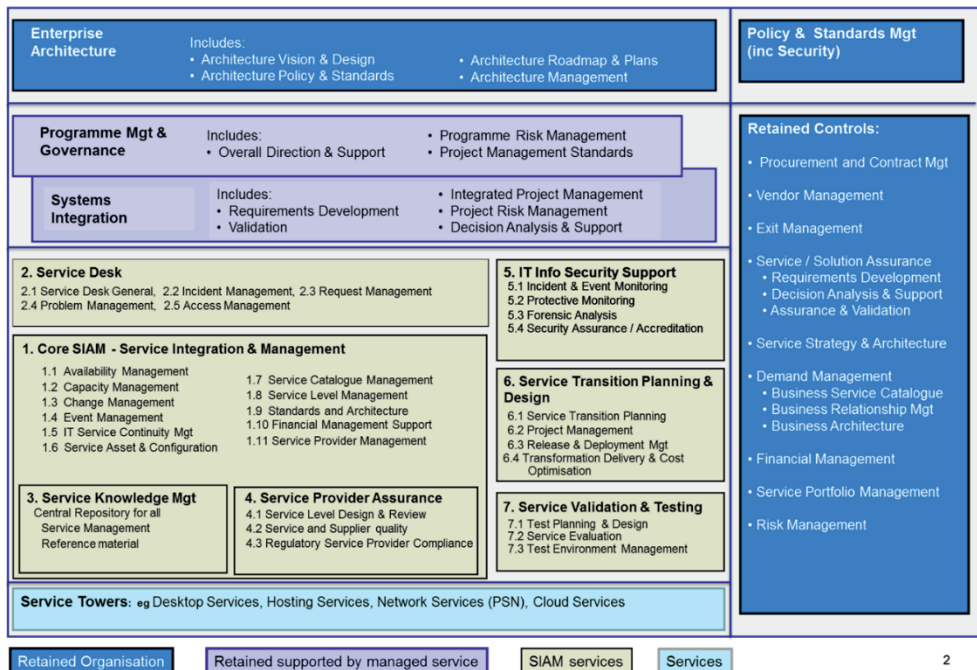 Enterprise
Architecture
Includes:
• Architecture Vision & Design
• Architecture Policy & Standards
• Architecture Roadmap & Plans
• Architecture Management
Policy & Standards Mgt
(inc Security)
Programme Mgt &
Governance
Includes:
• Overall Direction & Support
• Programme Risk Management
• Project Management Standards
Systems
Integration
Includes:
• Requirements Development
• Validation
• Integrated Project Management
• Project Risk Management
• Decision Analysis & Support
Retained Controls:
• Procurement and Contract Mgt
• Vendor Management
• Exit Management
• Service / Solution Assurance
• Requirements Development
• Decision Analysis & Support
• Assurance & Validation
• Service Strategy & Architecture
• Demand Management
• Business Service Catalogue
• Business Relationship Mgt
• Business Architecture
• Financial Management
• Service Portfolio Management
• Risk Management
2. Service Desk
2.1 Service Desk General, 2.2 Incident Management, 2.3 Request Management
2.4 Problem Management, 2.5 Access Management
1. Core SIAM - Service Integration & Management
1.1 Availability Management
1.2 Capacity Management
1.3 Change Management
1.4 Event Management
1.5 IT Service Continuity Mgt
1.6 Service Asset & Configuration
1.7 Service Catalogue Management
1.8 Service Level Management
1.9 Standards and Architecture
1.10 Financial Management Support
1.11 Service Provider Management
3. Service Knowledge Mgt
Central Repository for all
Service Management
Reference material
4. Service Provider Assurance
4.1 Service Level Design & Review
4.2 Service and Supplier quality
4.3 Regulatory Service Provider Compliance
5. IT Info Security Support
5.1 Incident & Event Monitoring
5.2 Protective Monitoring
5.3 Forensic Analysis
5.4 Security Assurance / Accreditation
6. Service Transition Planning &
Design
6.1 Service Transition Planning
6.2 Project Management
6.3 Release & Deployment Mgt
6.4 Transformation Delivery & Cost
Optimisation
7. Service Validation & Testing
7.1 Test Planning & Design
7.2 Service Evaluation
7.3 Test Environment Management
Service Towers: eg Desktop Services, Hosting Services, Network Services (PSN), Cloud Services
Retained Organisation
Retained supported by managed service
SIAM services
Services
2